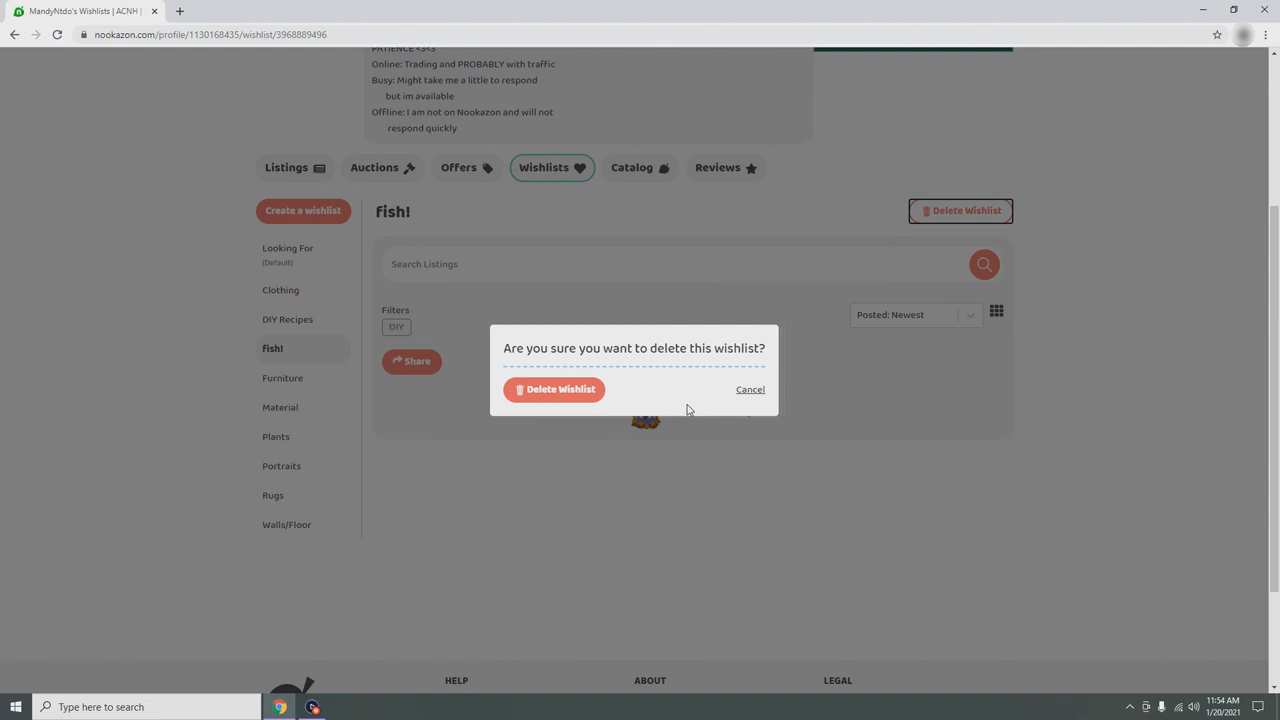 MandyNtdo's Wishlists | ACNH |
nookazon.com/profile/1130168435/wishlist/3968889496
PATIENCE <3<3
Online: Trading and PROBABLY with traffic
Busy: Might take me a little to respond
but im available
Offline: I am not on Nookazon and will not
respond quickly
Listings
Auctions
Offers
Wishlists
Catalog
Reviews
Create a wishlist
fish!
Delete Wishlist
Looking For
(Default)
Clothing
DIY Recipes
fish!
Furniture
Material
Plants
Portraits
Rugs
Walls/Floor
Search Listings
Filters
DIY
Posted: Newest
Share
Are you sure you want to delete this wishlist?
Delete Wishlist
Cancel
HELP
ABOUT
LEGAL
Type here to search
11:54 AM
1/20/2021